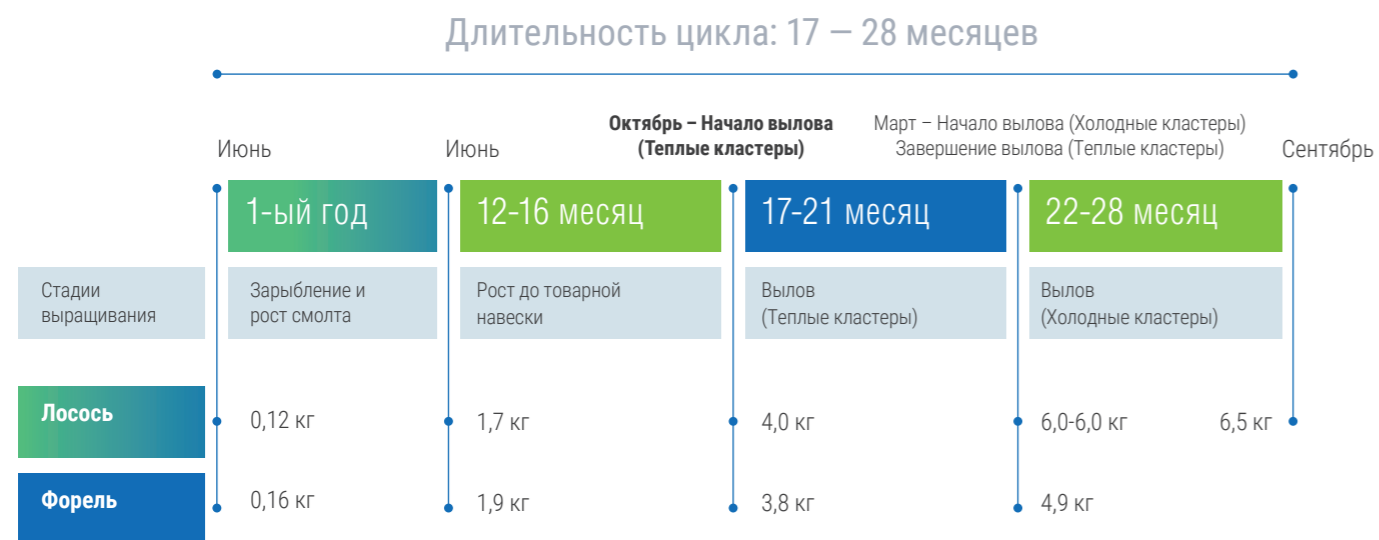 Длительность цикла: 17 — 28 месяцев
Июнь
Июнь
Октябрь – Начало вылова
(Теплые кластеры)
Март – Начало вылова (Холодные кластеры)
Завершение вылова (Теплые кластеры)
Сентябрь
1-ый год
12-16 месяц
17-21 месяц
22-28 месяц
Стадии
выращивания
Зарыбление и
рост смолта
Рост до товарной
навески
Вылов
(Теплые кластеры)
Вылов
(Холодные кластеры)
Лосось
0,12 кг
1,7 кг
4,0 кг
6,0-6,0 кг
6,5 кг
Форель
0,16 кг
1,9 кг
3,8 кг
4,9 кг